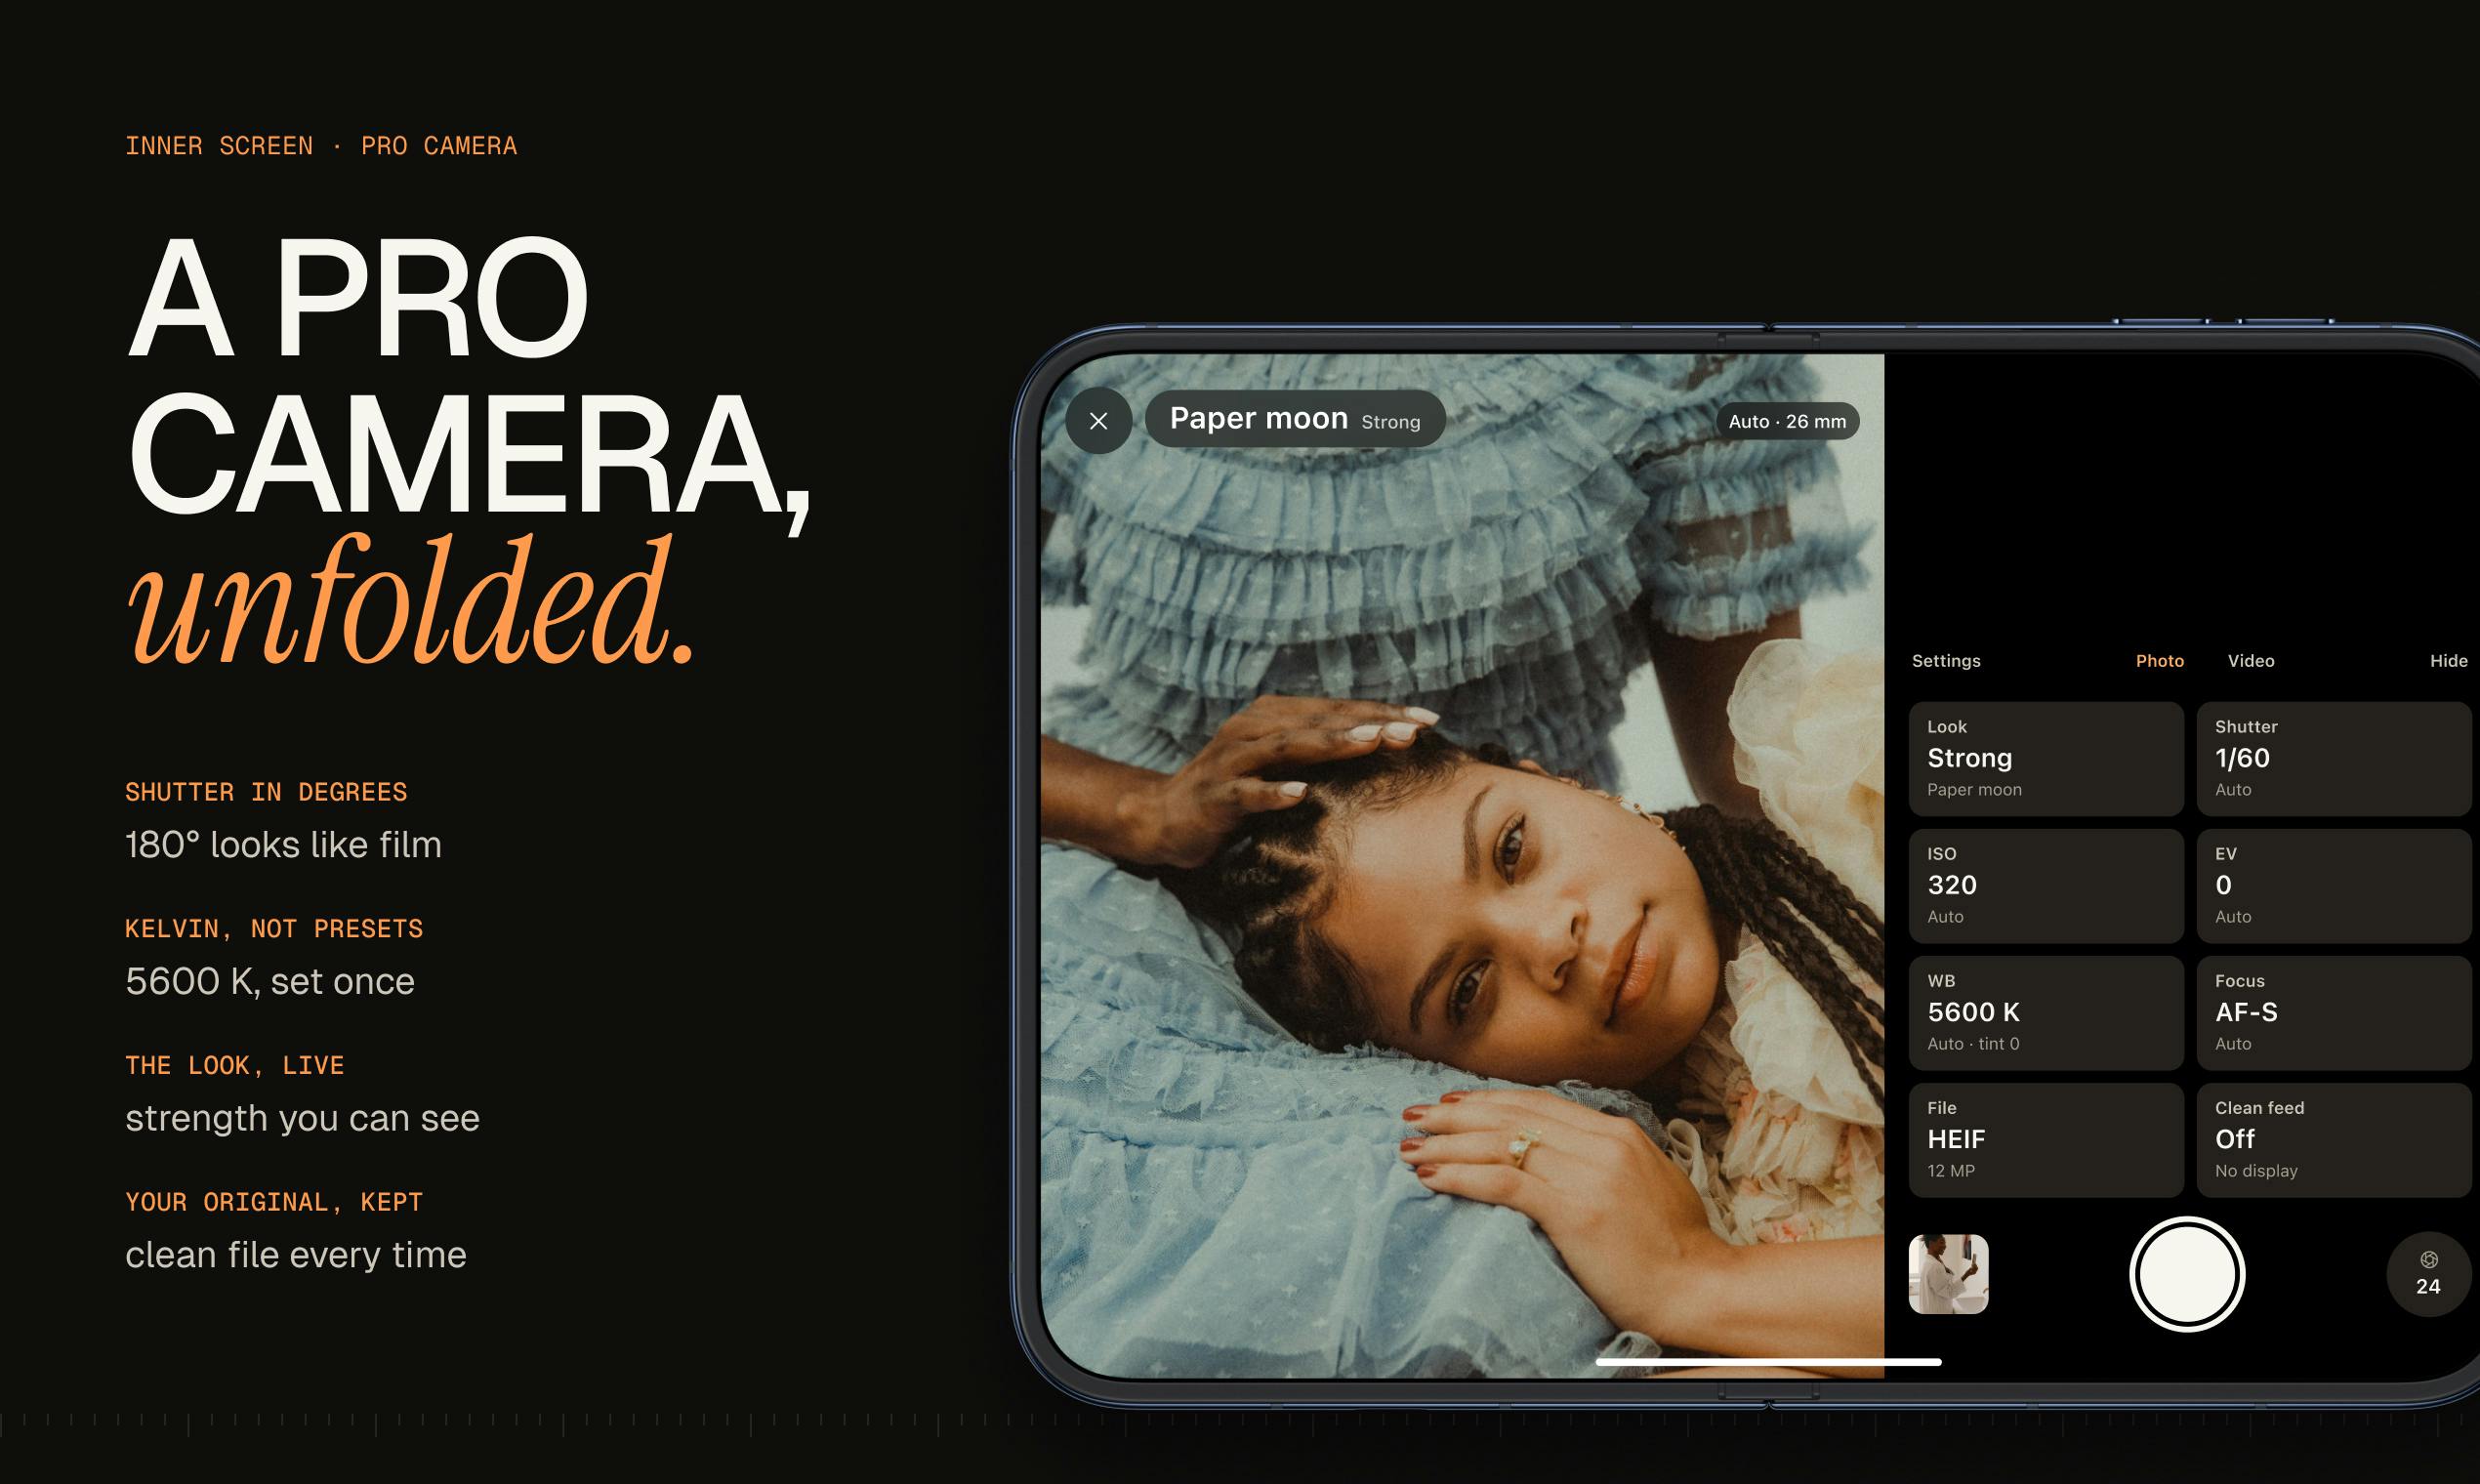 INNER SCREEN · PRO CAMERA
A PRO
CAMERA,
unfolded.
SHUTTER IN DEGREES
180° looks like film
KELVIN, NOT PRESETS
5600 K, set once
THE LOOK, LIVE
strength you can see
YOUR ORIGINAL, KEPT
clean file every time
Paper moon Strong
Auto · 26 mm
Settings Photo Video Hide
Look
Strong
Paper moon
Shutter
1/60
Auto
ISO
320
Auto
EV
0
Auto
WB
5600 K
Auto · tint 0
Focus
AF-S
Auto
File
HEIF
12 MP
Clean feed
Off
No display
24